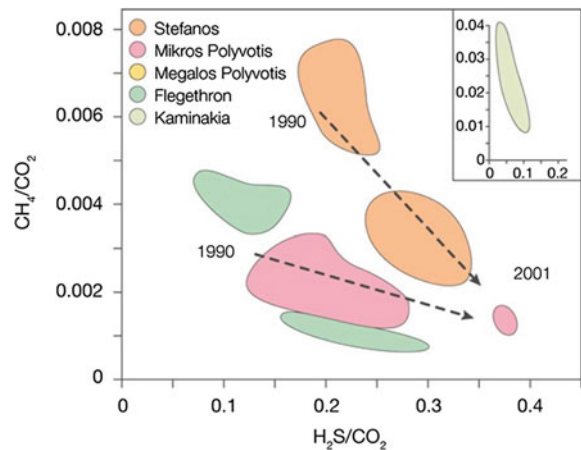 0.008
0.006
0.004
0.002
0
CH₄/CO₂
Stefanos
Mikros Polyvotis
Megalos Polyvotis
Flegethron
Kaminakia
1990
1990
2001
0.04
0.03
0.02
0.01
0
0 0.1 0.2
0 0.1 0.2 0.3 0.4
H₂S/CO₂